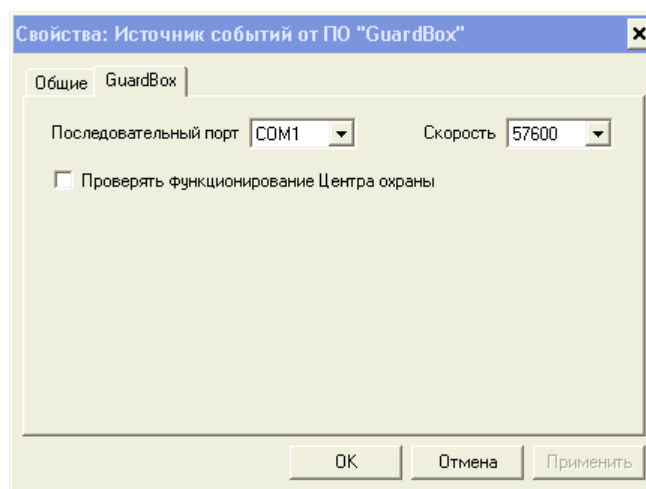 Свойства: Источник событий от ПО "GuardBox"
Общие GuardBox
Последовательный порт COM1 Скорость 57600
Проверять функционирование Центра охраны
OK Отмена Применить